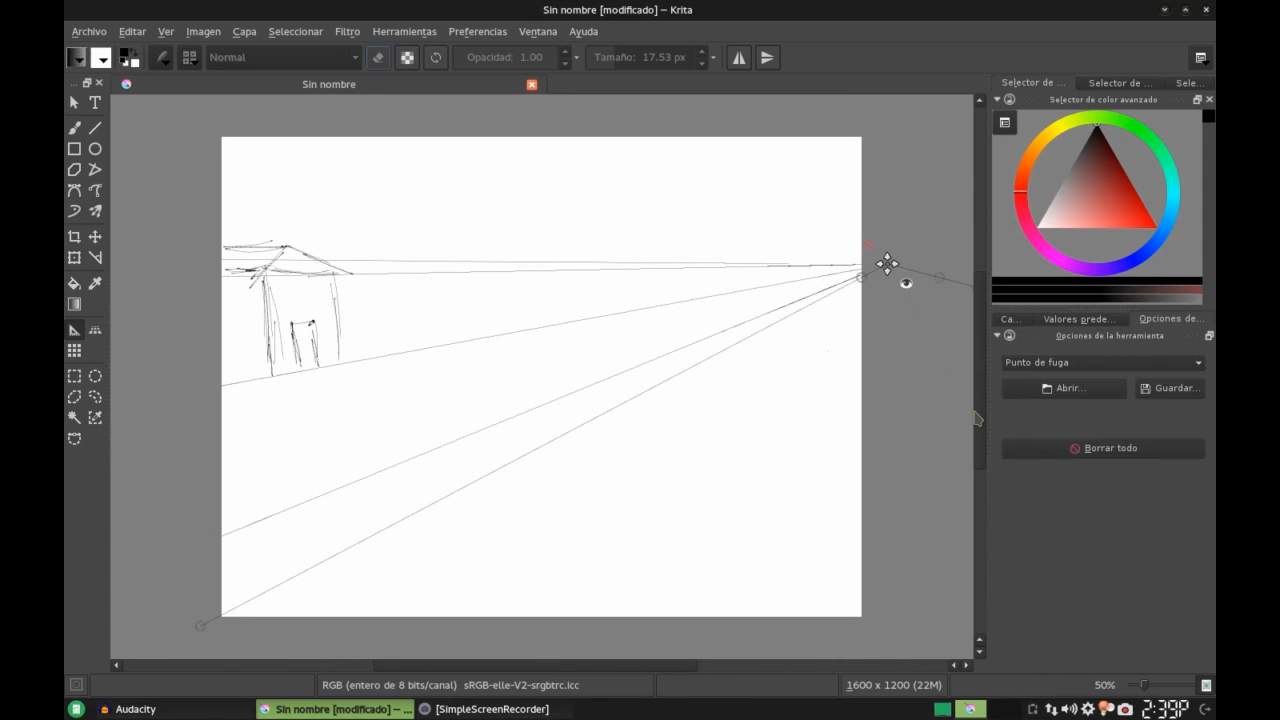 Sin nombre [modificado] — Krita
Archivo Editar Ver Imagen Capa Seleccionar Filtro Herramientas Preferencias Ventana Ayuda
Normal Opacidad: 1.00 Tamaño: 17.53 px
Sin nombre
Selector de ... Selector de ... Sele...
Selector de color avanzado
Ca... Valores prede... Opciones de...
Opciones de la herramienta
Punto de fuga
Abrir... Guardar...
Borrar todo
RGB (entero de 8 bits/canal) sRGB-elle-V2-srgbtrc.icc 1600 x 1200 (22M) 50%
Audacity Sin nombre [modificado] — ... [SimpleScreenRecorder] 2:39P